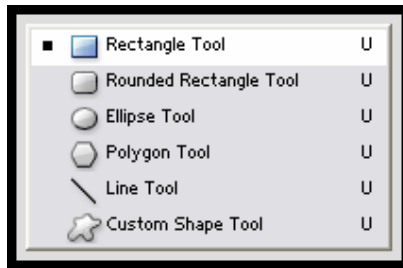 Rectangle Tool U
Rounded Rectangle Tool U
Ellipse Tool U
Polygon Tool U
Line Tool U
Custom Shape Tool U